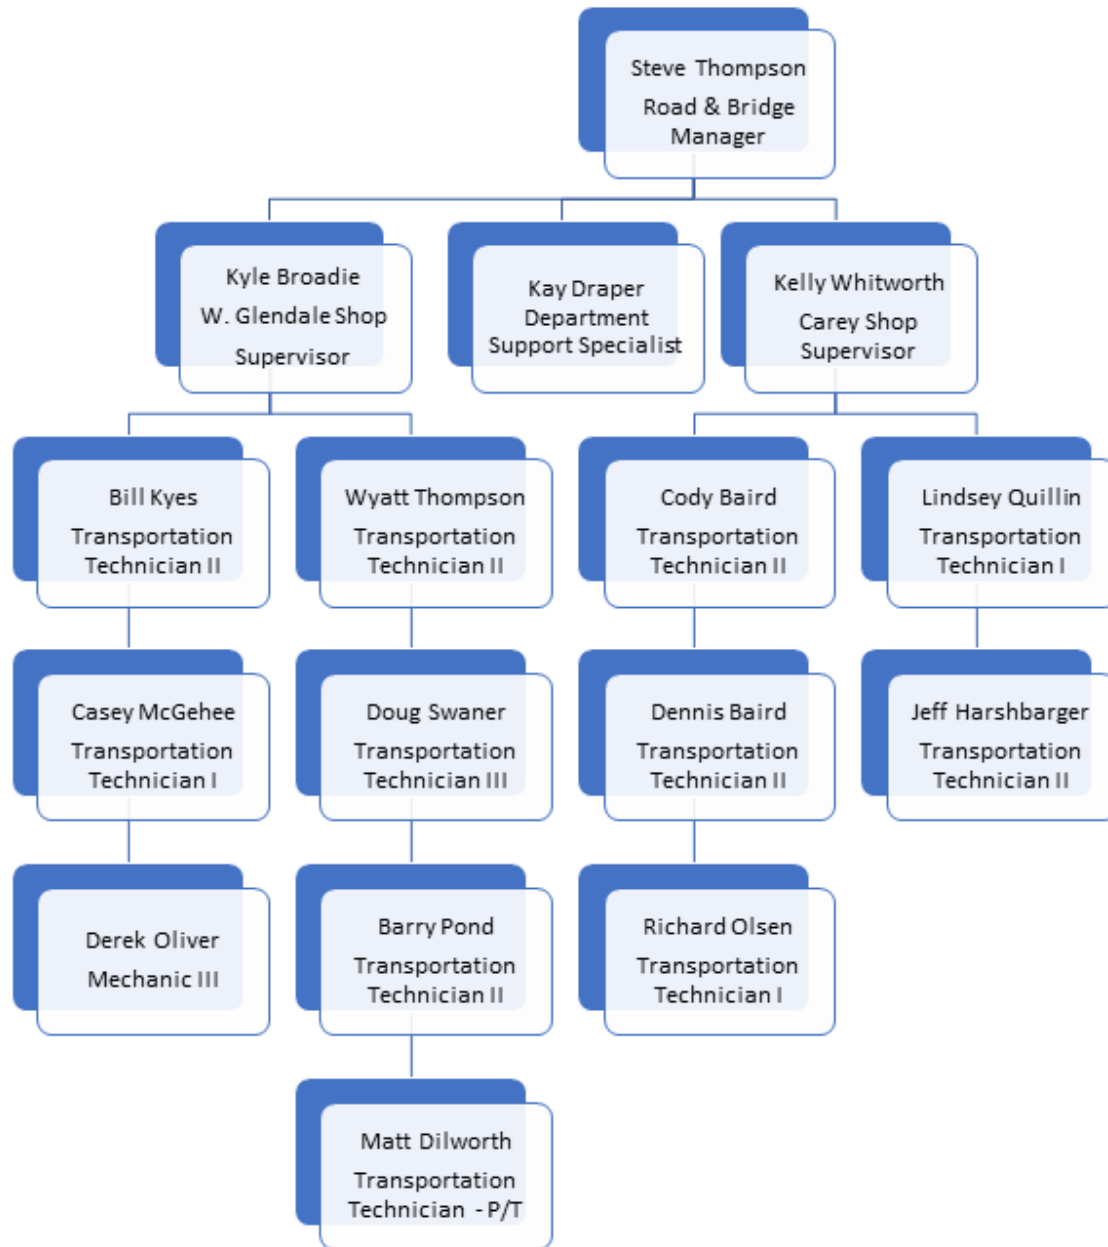 Steve Thompson
Road & Bridge
Manager
Kyle Broadie
W. Glendale Shop
Supervisor
Kay Draper
Department
Support Specialist
Kelly Whitworth
Carey Shop
Supervisor
Bill Kyes
Transportation
Technician II
Wyatt Thompson
Transportation
Technician II
Cody Baird
Transportation
Technician II
Lindsey Quillin
Transportation
Technician I
Casey McGehee
Transportation
Technician I
Doug Swaner
Transportation
Technician III
Dennis Baird
Transportation
Technician II
Jeff Harshbarger
Transportation
Technician II
Derek Oliver
Mechanic III
Barry Pond
Transportation
Technician II
Richard Olsen
Transportation
Technician I
Matt Dilworth
Transportation
Technician - P/T